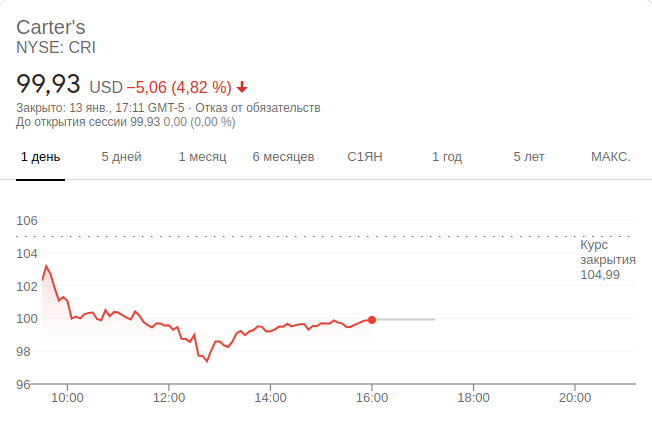 Carter's
NYSE: CRI
99,93 USD −5,06 (4,82 %)
Закрыто: 13 янв., 17:11 GMT-5 · Отказ от обязательств
До открытия сессии 99,93 0,00 (0,00 %)
1 день 5 дней 1 месяц 6 месяцев С1ЯН 1 год 5 лет МАКС.
106
104
102
100
98
96
Курс
закрытия
104,99
10:00 12:00 14:00 16:00 18:00 20:00